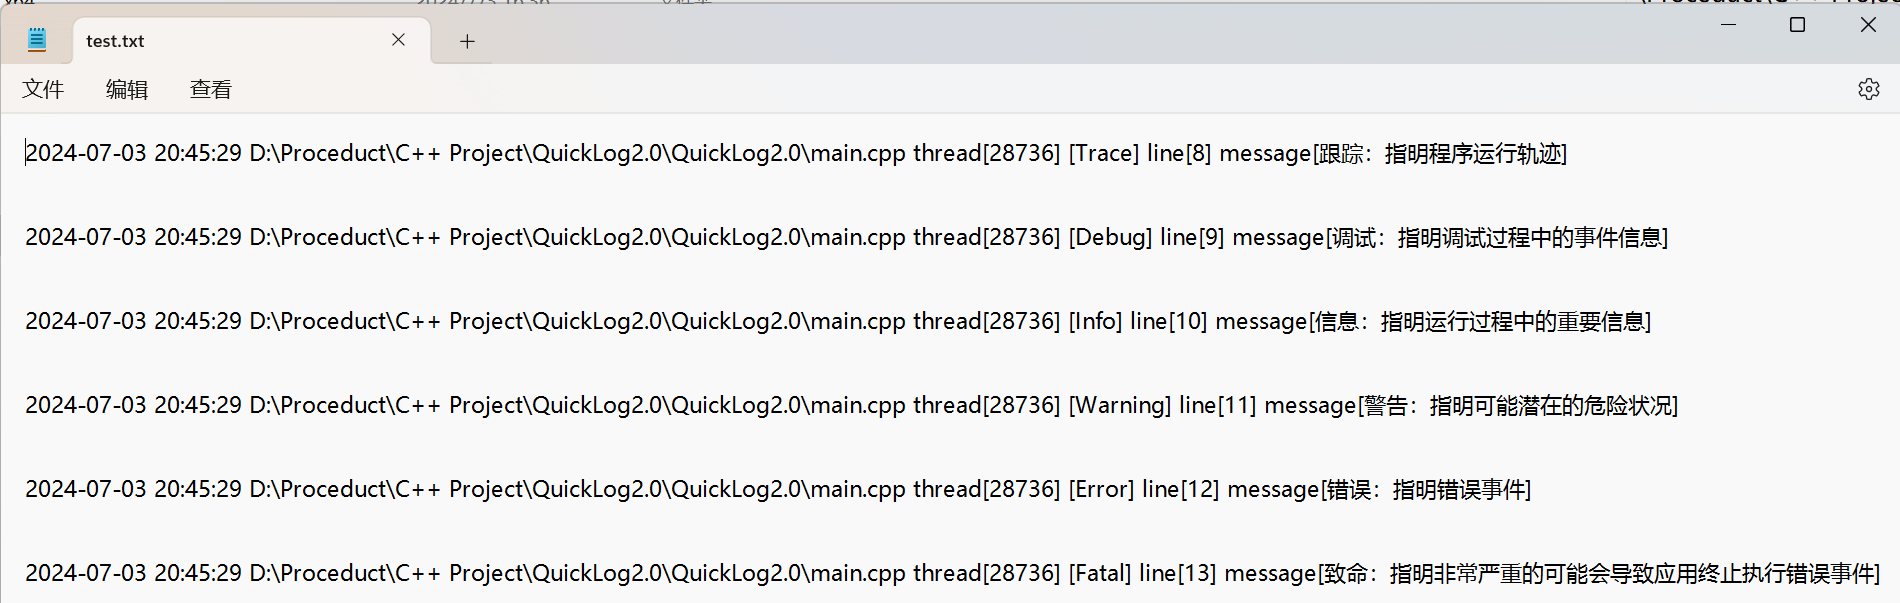 test.txt
文件 编辑 查看
2024-07-03 20:45:29 D:\Proceduct\C++ Project\QuickLog2.0\QuickLog2.0\main.cpp thread[28736] [Trace] line[8] message[跟踪：指明程序运行轨迹]
2024-07-03 20:45:29 D:\Proceduct\C++ Project\QuickLog2.0\QuickLog2.0\main.cpp thread[28736] [Debug] line[9] message[调试：指明调试过程中的事件信息]
2024-07-03 20:45:29 D:\Proceduct\C++ Project\QuickLog2.0\QuickLog2.0\main.cpp thread[28736] [Info] line[10] message[信息：指明运行过程中的重要信息]
2024-07-03 20:45:29 D:\Proceduct\C++ Project\QuickLog2.0\QuickLog2.0\main.cpp thread[28736] [Warning] line[11] message[警告：指明可能潜在的危险状况]
2024-07-03 20:45:29 D:\Proceduct\C++ Project\QuickLog2.0\QuickLog2.0\main.cpp thread[28736] [Error] line[12] message[错误：指明错误事件]
2024-07-03 20:45:29 D:\Proceduct\C++ Project\QuickLog2.0\QuickLog2.0\main.cpp thread[28736] [Fatal] line[13] message[致命：指明非常严重的可能会导致应用终止执行错误事件]